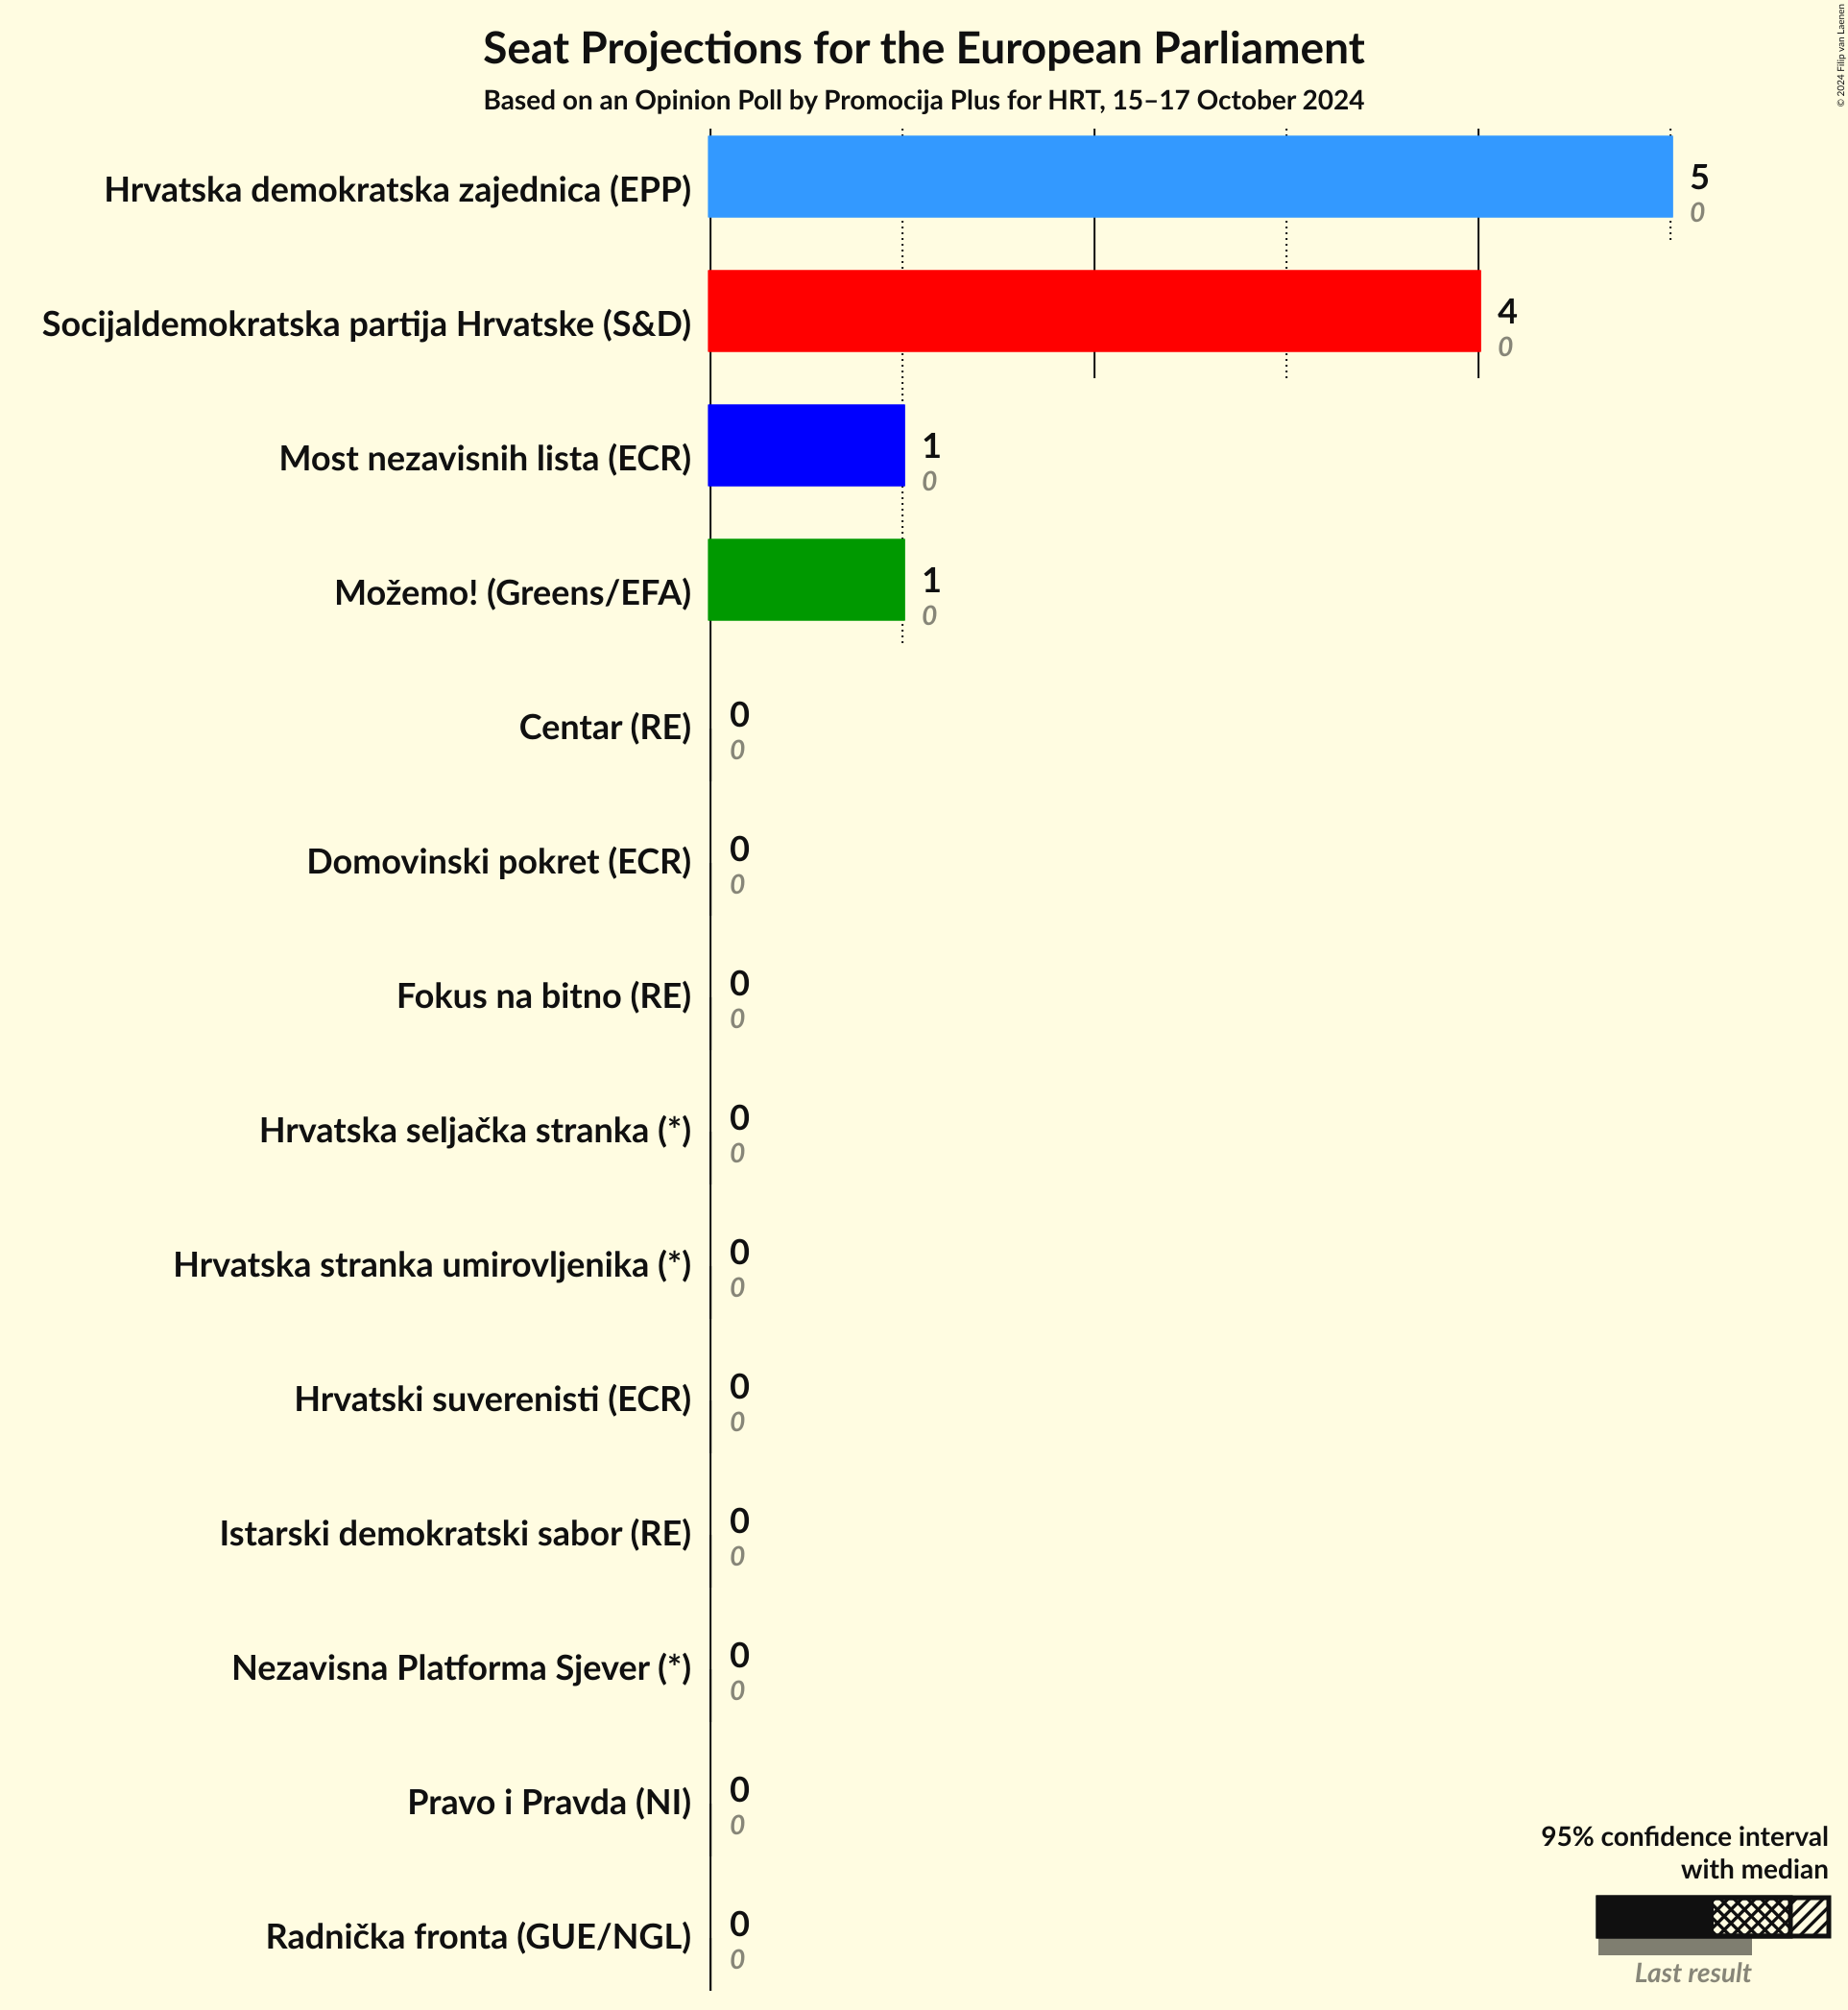 Seat Projections for the European Parliament
Based on an Opinion Poll by Promocija Plus for HRT, 15–17 October 2024
© 2024 Filip van Laenen
Hrvatska demokratska zajednica (EPP)
5
0
Socijaldemokratska partija Hrvatske (S&D)
4
0
Most nezavisnih lista (ECR)
1
0
Možemo! (Greens/EFA)
1
0
Centar (RE)
0
0
Domovinski pokret (ECR)
0
0
Fokus na bitno (RE)
0
0
Hrvatska seljačka stranka (*)
0
0
Hrvatska stranka umirovljenika (*)
0
0
Hrvatski suverenisti (ECR)
0
0
Istarski demokratski sabor (RE)
0
0
Nezavisna Platforma Sjever (*)
0
0
Pravo i Pravda (NI)
0
0
Radnička fronta (GUE/NGL)
0
0
95% confidence interval
with median
Last result